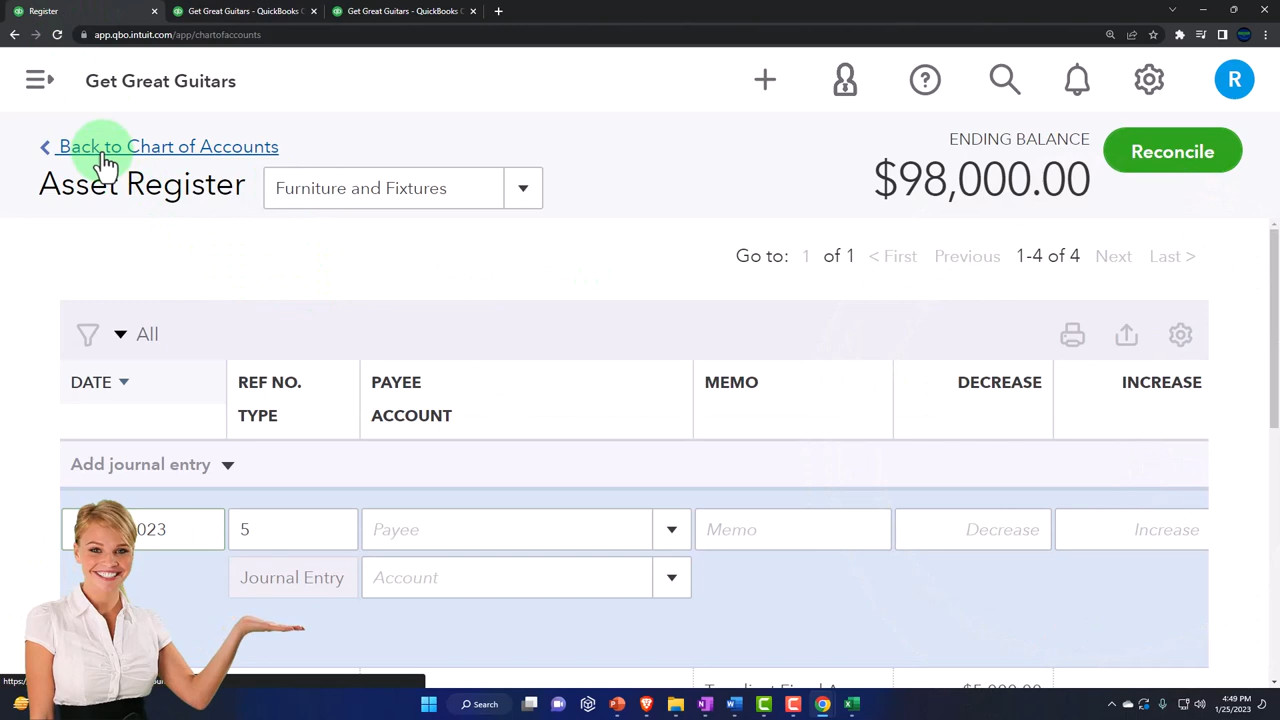 Register
Get Great Guitars - QuickBooks O
Get Great Guitars - QuickBooks O
app.qbo.intuit.com/app/chartofaccounts
Get Great Guitars
R
Back to Chart of Accounts
ENDING BALANCE
Reconcile
Asset Register
Furniture and Fixtures
$98,000.00
Go to: 1 of 1 < First Previous 1-4 of 4 Next Last >
All
DATE REF NO. PAYEE MEMO DECREASE INCREASE
TYPE ACCOUNT
Add journal entry
023 5 Payee Memo Decrease Increase
Journal Entry Account
$5,000.00
Search
4:49 PM
1/25/2023